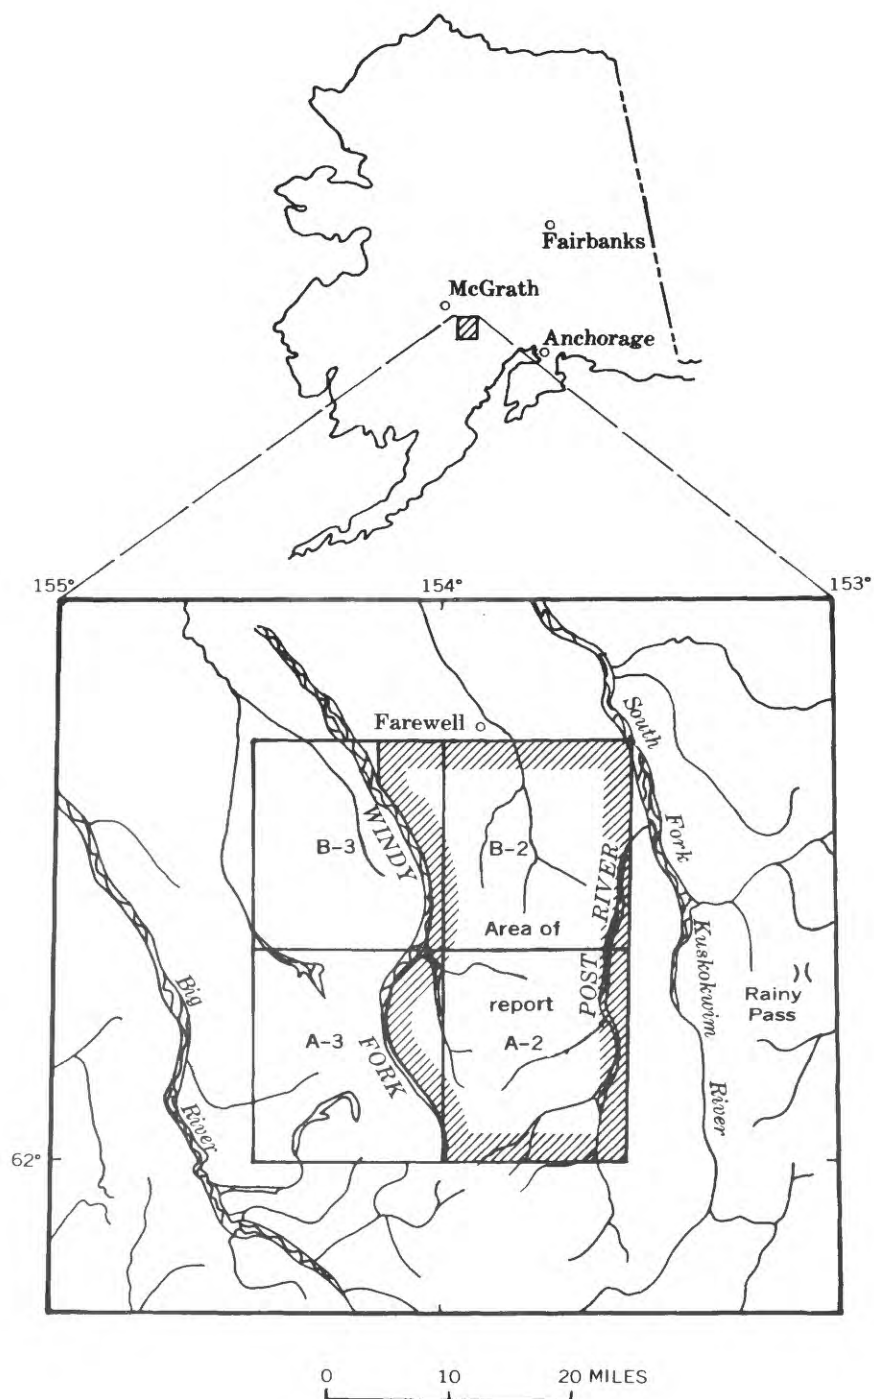 Fairbanks
McGrath
Anchorage
155°
154°
153°
Farewell
South
Fork
Kuskokwim
River
WINDY
FORK
B-3
B-2
POST RIVER
Area of
report
Rainy
Pass
A-3
A-2
Big
River
62°
0 10 20 MILES